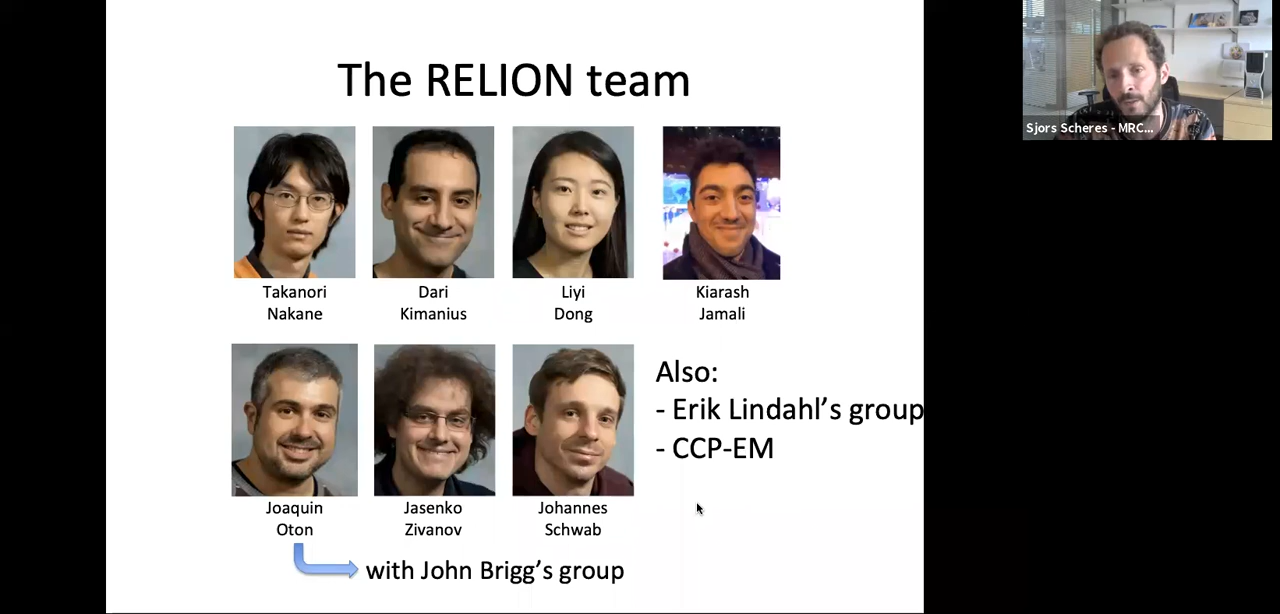 The RELION team
Sjors Scheres - MRC...
Takanori
Nakane
Dari
Kimanius
Liyi
Dong
Kiarash
Jamali
Also:
- Erik Lindahl's group
- CCP-EM
Joaquin
Oton
Jasenko
Zivanov
Johannes
Schwab
with John Brigg's group